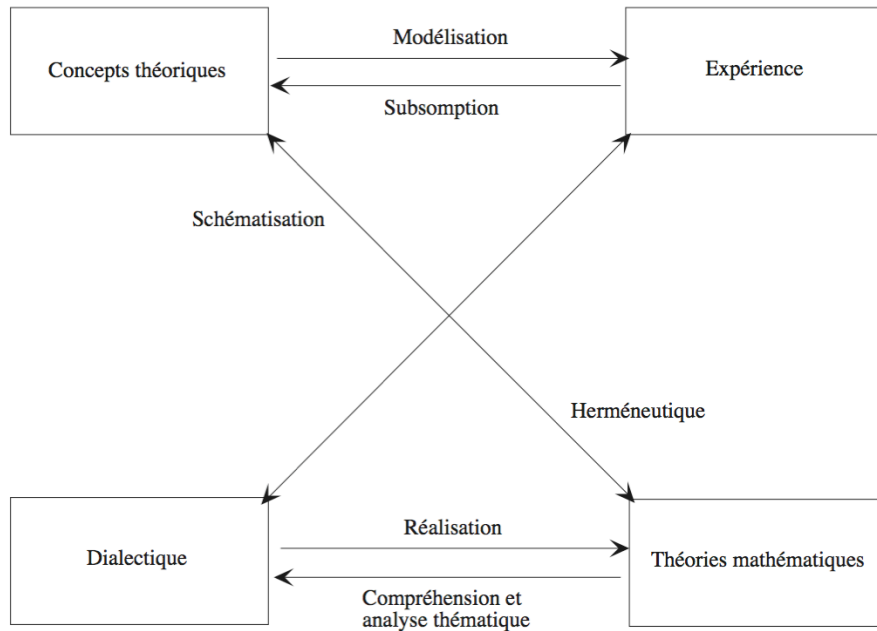 Modélisation
Concepts théoriques
Expérience
Subsomption
Schématisation
Herméneutique
Réalisation
Dialectique
Théories mathématiques
Compréhension et
analyse thématique